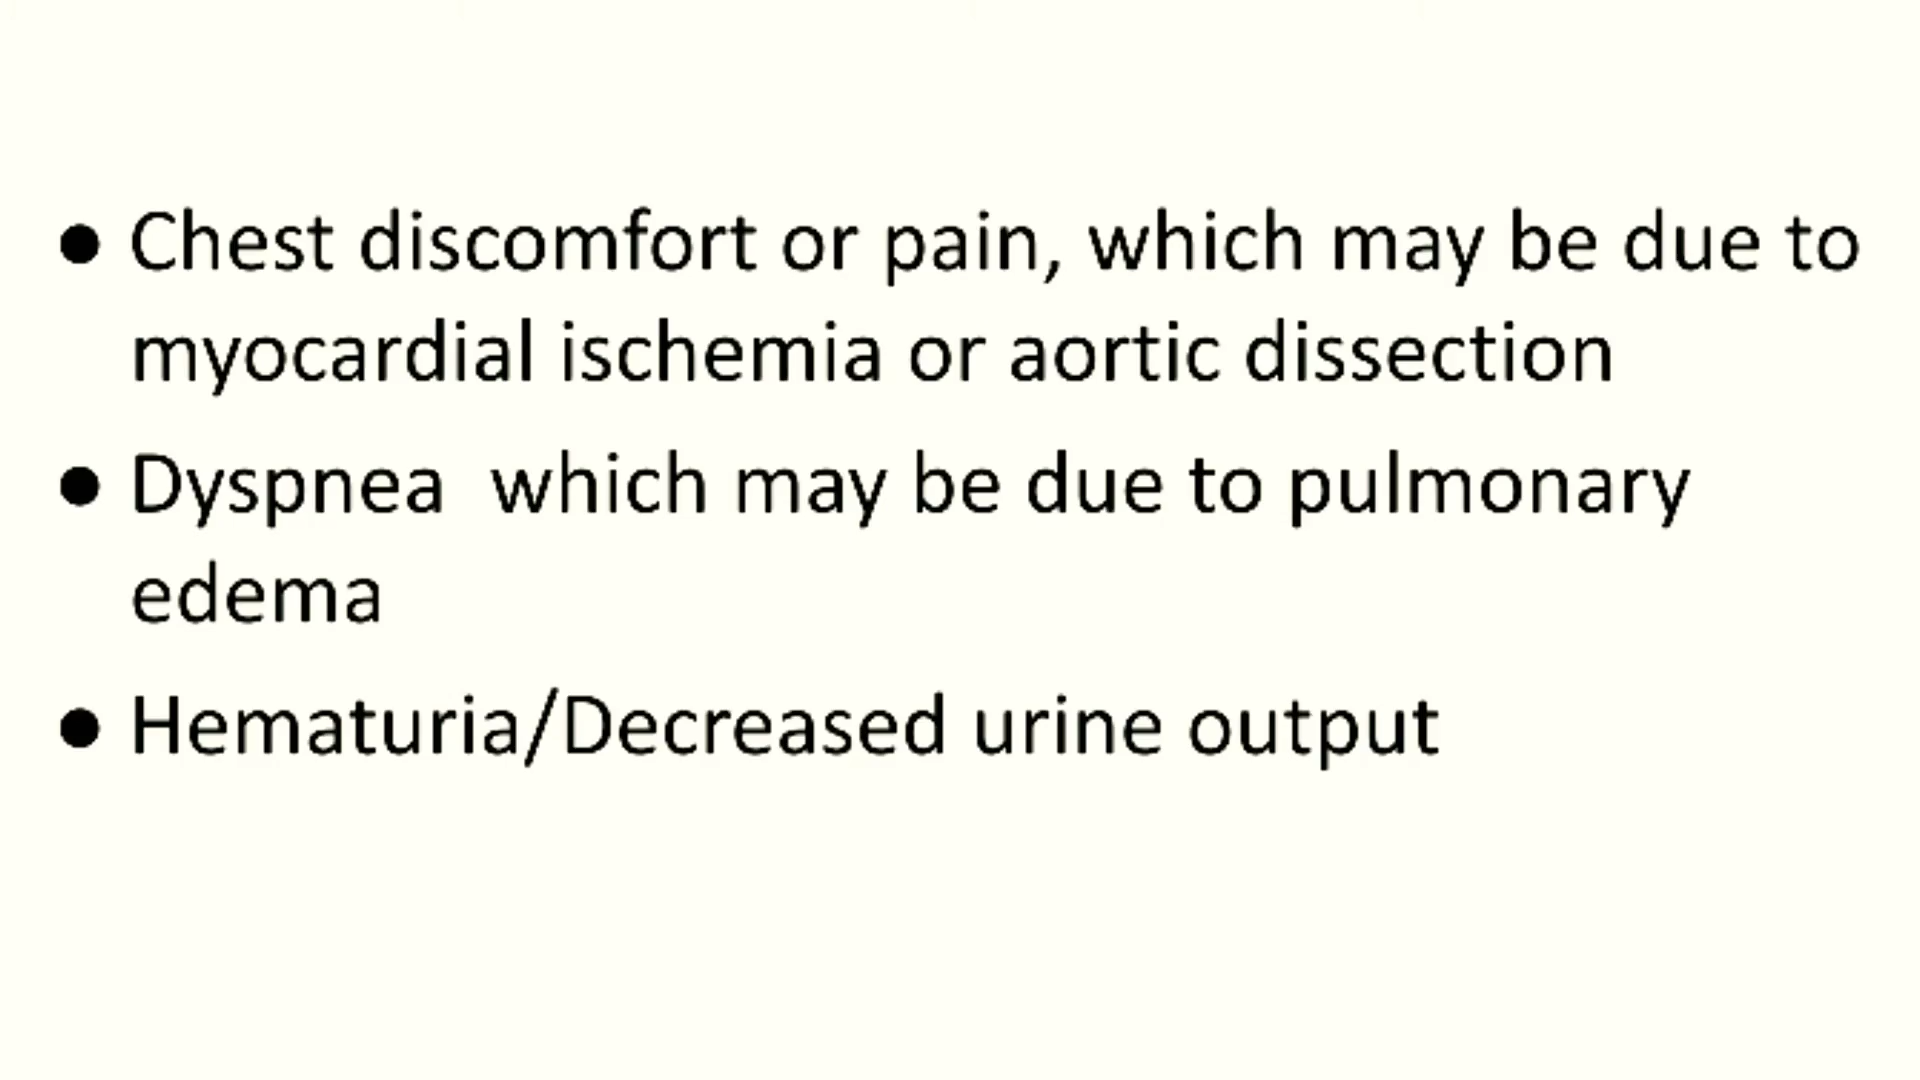 ● Chest discomfort or pain, which may be due to
myocardial ischemia or aortic dissection
● Dyspnea  which may be due to pulmonary
edema
● Hematuria/Decreased urine output